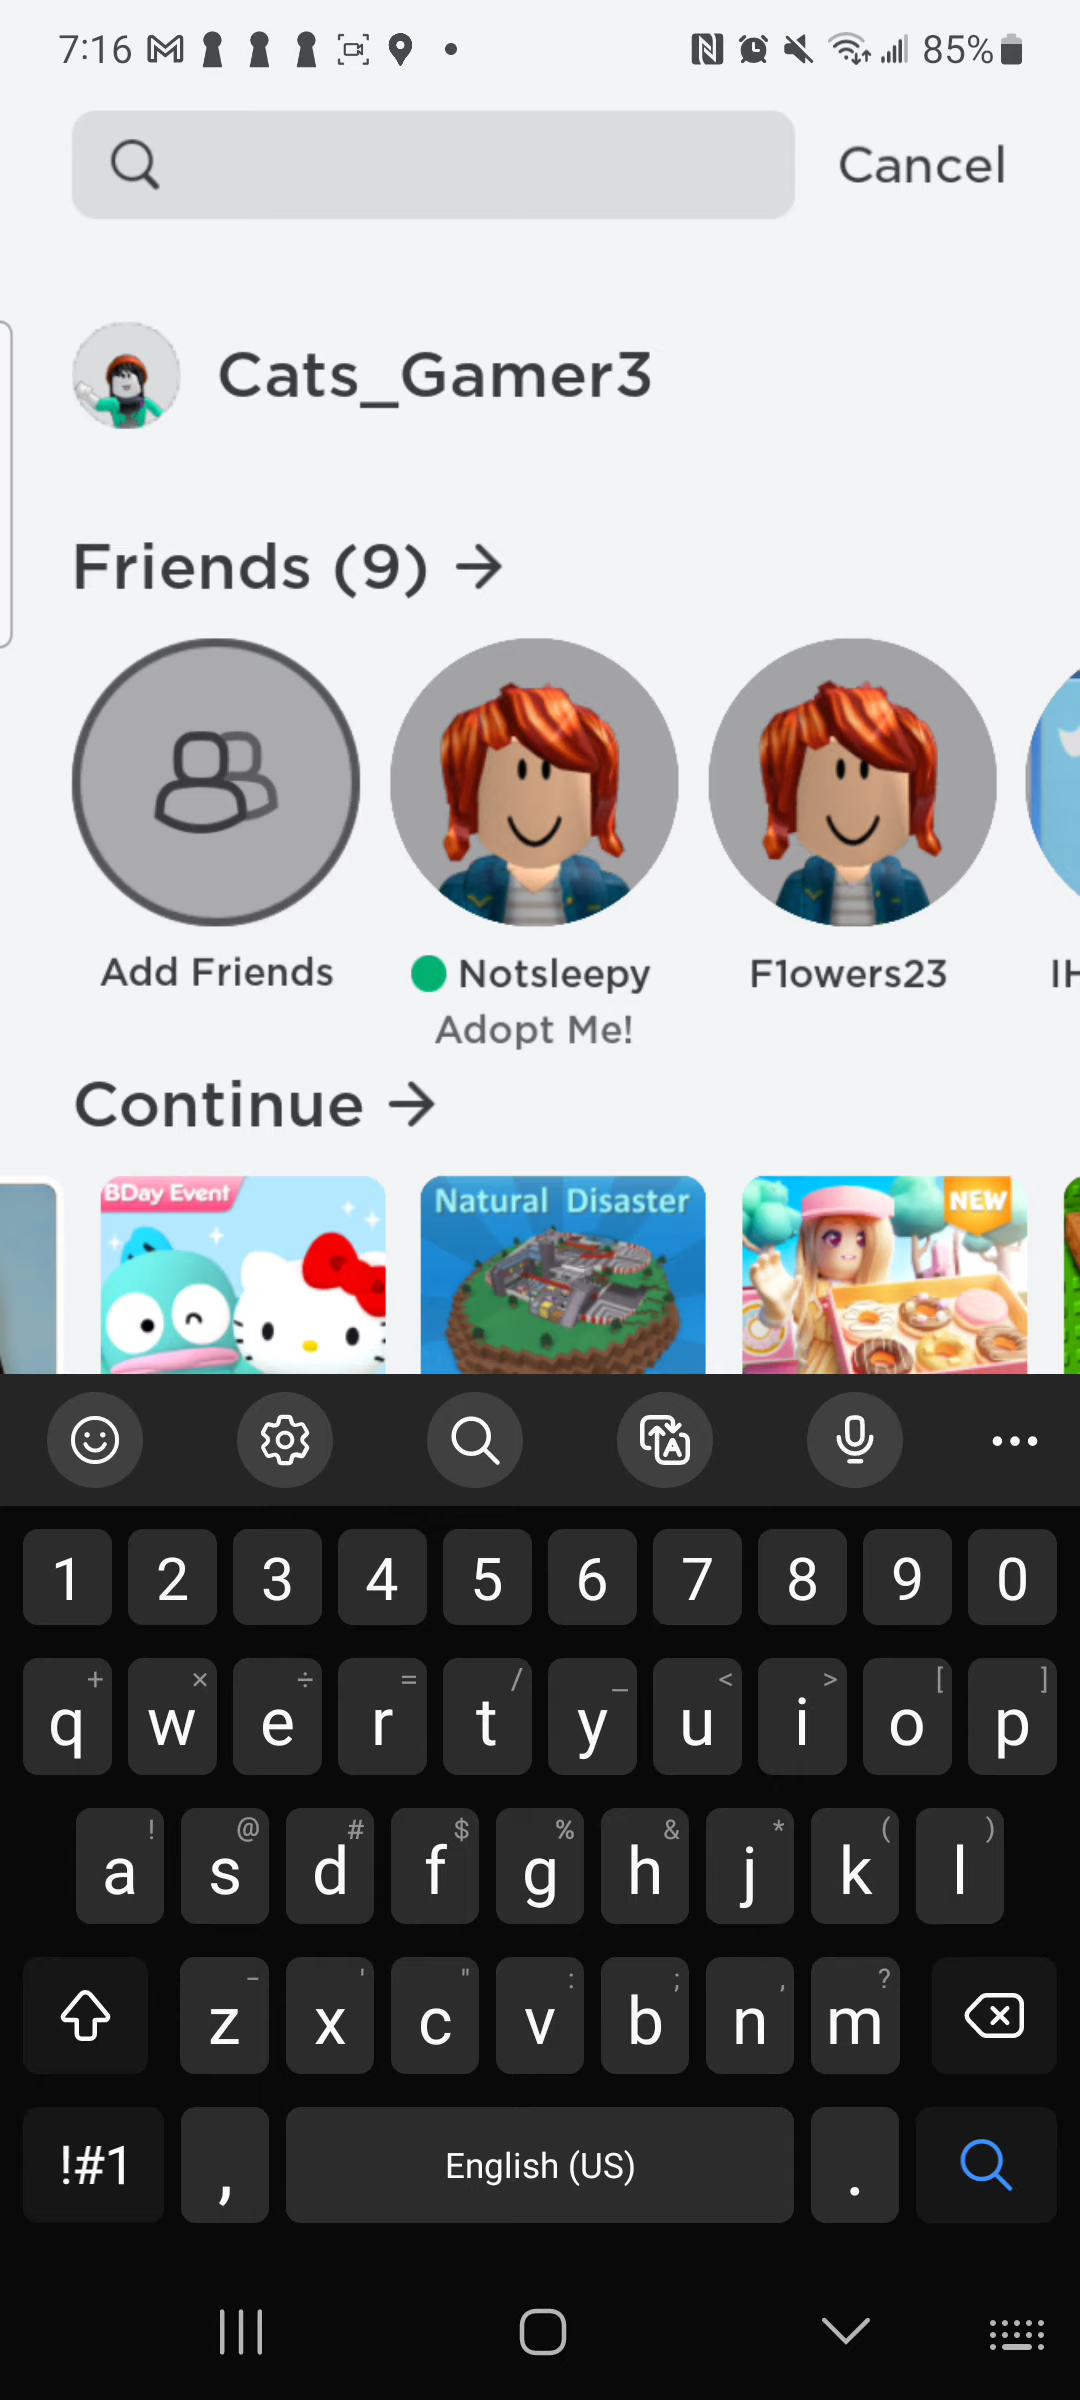 7:16
85%
Cancel
Cats_Gamer3
Friends (9) →
Add Friends
Notsleepy
F1owers23
IH
Adopt Me!
Continue →
BDay Event
Natural Disaster
NEW
1 2 3 4 5 6 7 8 9 0
+ × ÷ = / _ < > [ ]
q w e r t y u i o p
! @ # $ % & * ( )
a s d f g h j k l
- ' " : ; , ?
z x c v b n m
!#1 , English (US) .